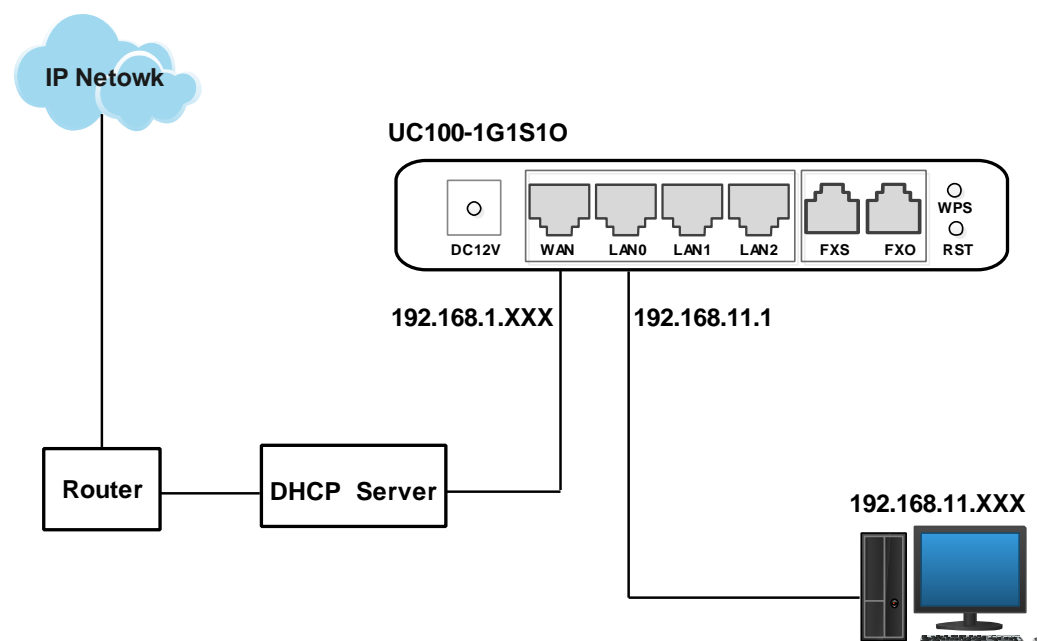 IP Netowk
UC100-1G1S1O
DC12V
WAN
LAN0
LAN1
LAN2
FXS
FXO
WPS
RST
192.168.1.XXX
192.168.11.1
Router
DHCP Server
192.168.11.XXX